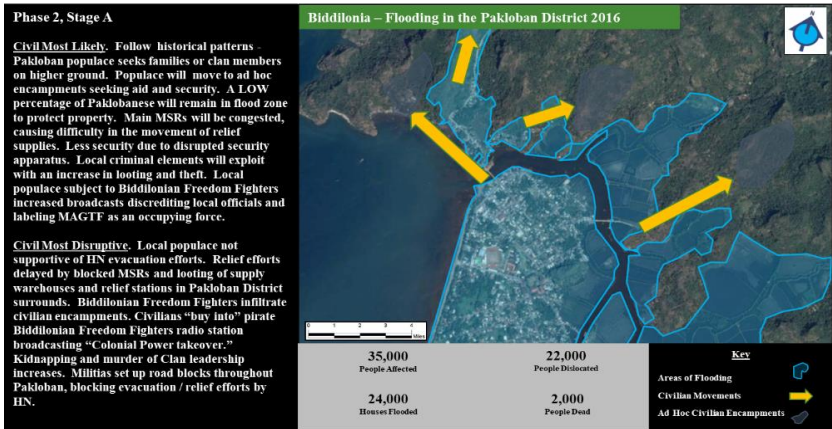 Phase 2, Stage A
Civil Most Likely. Follow historical patterns -
Pakloban populace seeks families or clan members
on higher ground. Populace will move to ad hoc
encampments seeking aid and security. A LOW
percentage of Paklobanese will remain in flood zone
to protect property. Main MSRs will be congested,
causing difficulty in the movement of relief
supplies. Less security due to disrupted security
apparatus. Local criminal elements will exploit
with an increase in looting and theft. Local
populace subject to Biddilonian Freedom Fighters
increased broadcasts discrediting local officials and
labeling MAGTF as an occupying force.
Civil Most Disruptive. Local populace not
supportive of HN evacuation efforts. Relief efforts
delayed by blocked MSRs and looting of supply
warehouses and relief stations in Pakloban District
surrounds. Biddilonian Freedom Fighters infiltrate
civilian encampments. Civilians “buy into” pirate
Biddilonian Freedom Fighters radio station
broadcasting “Colonial Power takeover.”
Kidnapping and murder of Clan leadership
increases. Militias set up road blocks throughout
Pakloban, blocking evacuation / relief efforts by
HN.
Biddilonia – Flooding in the Pakloban District 2016
N
0 1 2 3 4
Miles
35,000
People Affected
22,000
People Dislocated
24,000
Houses Flooded
2,000
People Dead
Key
Areas of Flooding
Civilian Movements
Ad Hoc Civilian Encampments